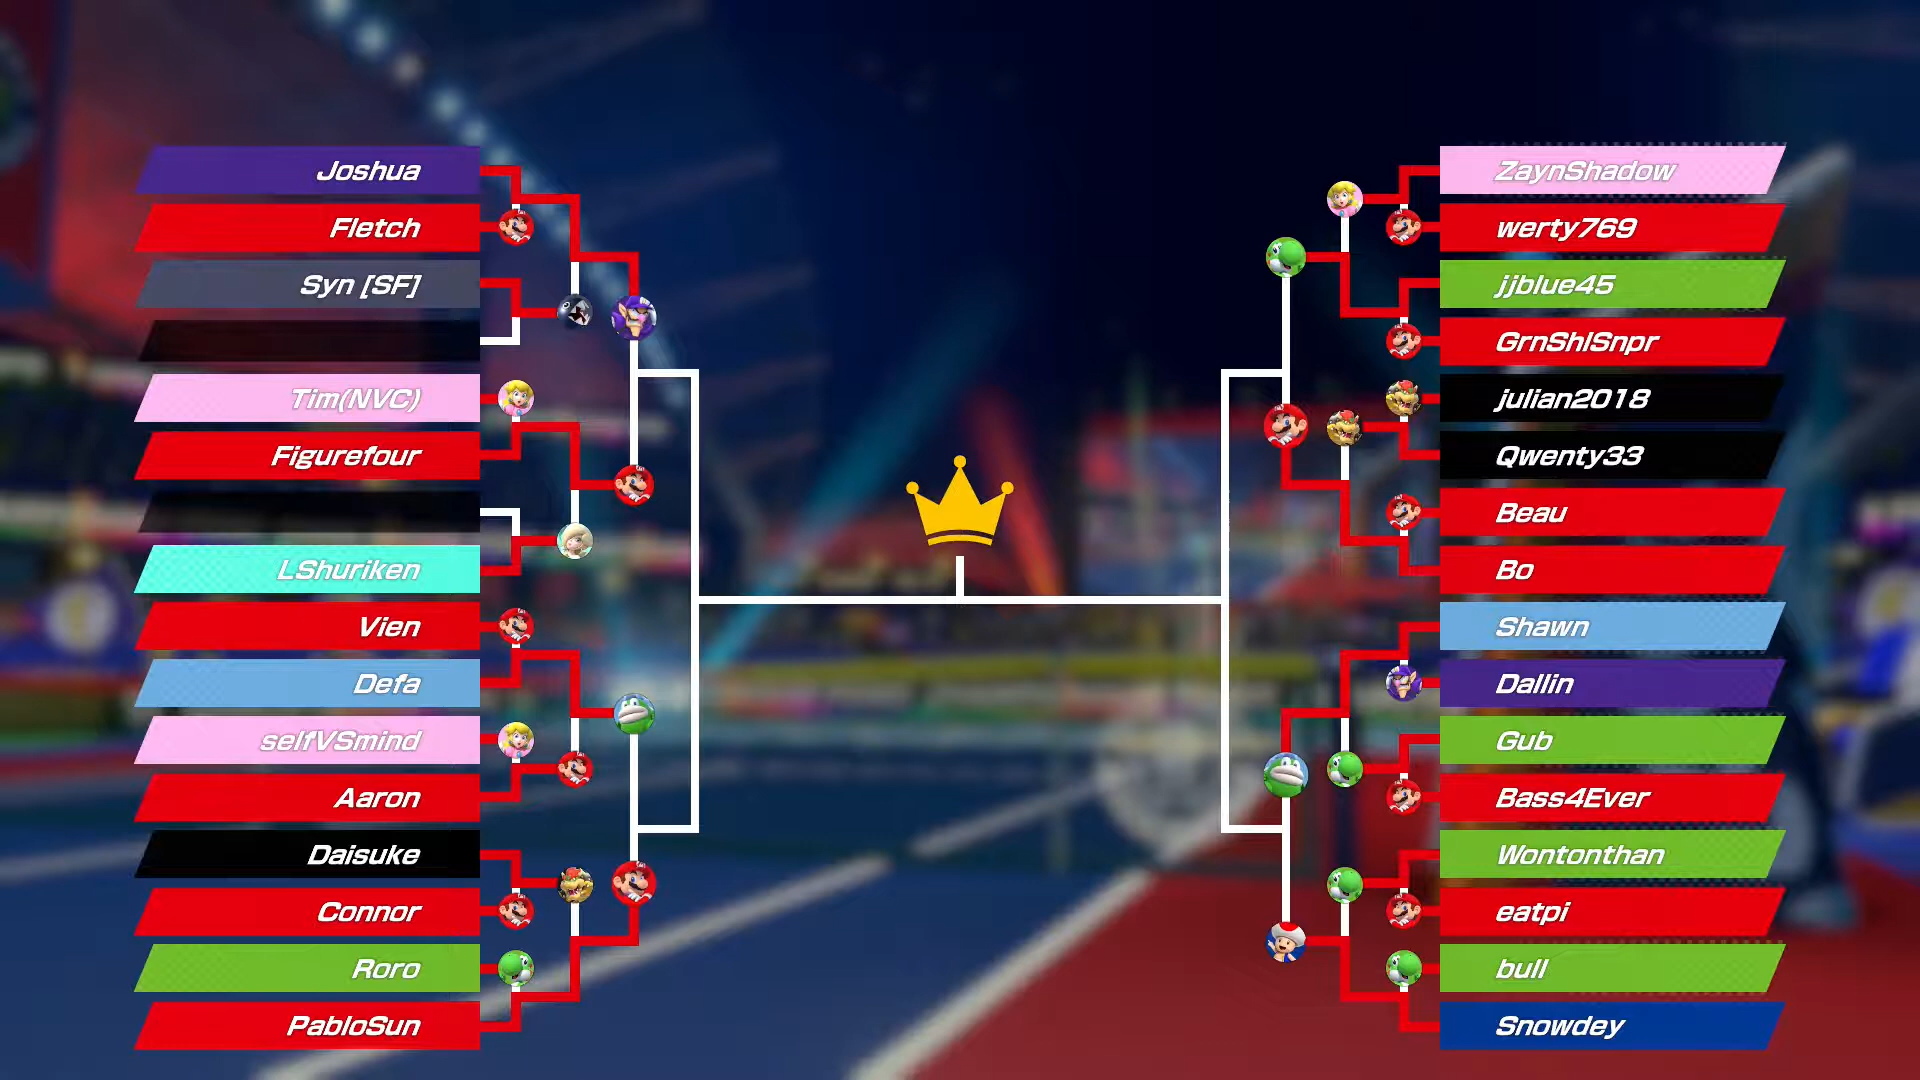 Joshua
Fletch
Syn [SF]
Tim(NVC)
Figurefour
LShuriken
Vien
Defa
selfVSmind
Aaron
Daisuke
Connor
Roro
PabloSun
ZaynShadow
werty769
jjblue45
GrnShlSnpr
julian2018
Qwenty33
Beau
Bo
Shawn
Dallin
Gub
Bass4Ever
Wontonthan
eatpi
bull
Snowdey